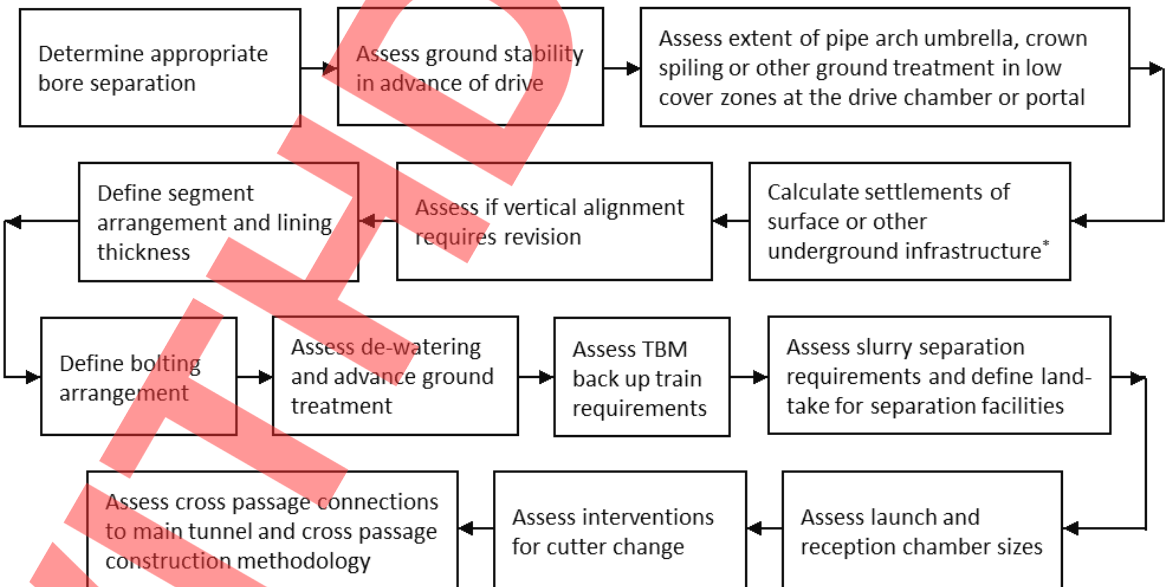 Determine appropriate
bore separation
Assess ground stability
in advance of drive
Assess extent of pipe arch umbrella, crown
spiling or other ground treatment in low
cover zones at the drive chamber or portal
Calculate settlements of
surface or other
underground infrastructure*
Assess if vertical alignment
requires revision
Define segment
arrangement and lining
thickness
Define bolting
arrangement
Assess de-watering
and advance ground
treatment
Assess TBM
back up train
requirements
Assess slurry separation
requirements and define land-
take for separation facilities
Assess launch and
reception chamber sizes
Assess interventions
for cutter change
Assess cross passage connections
to main tunnel and cross passage
construction methodology
ITHD